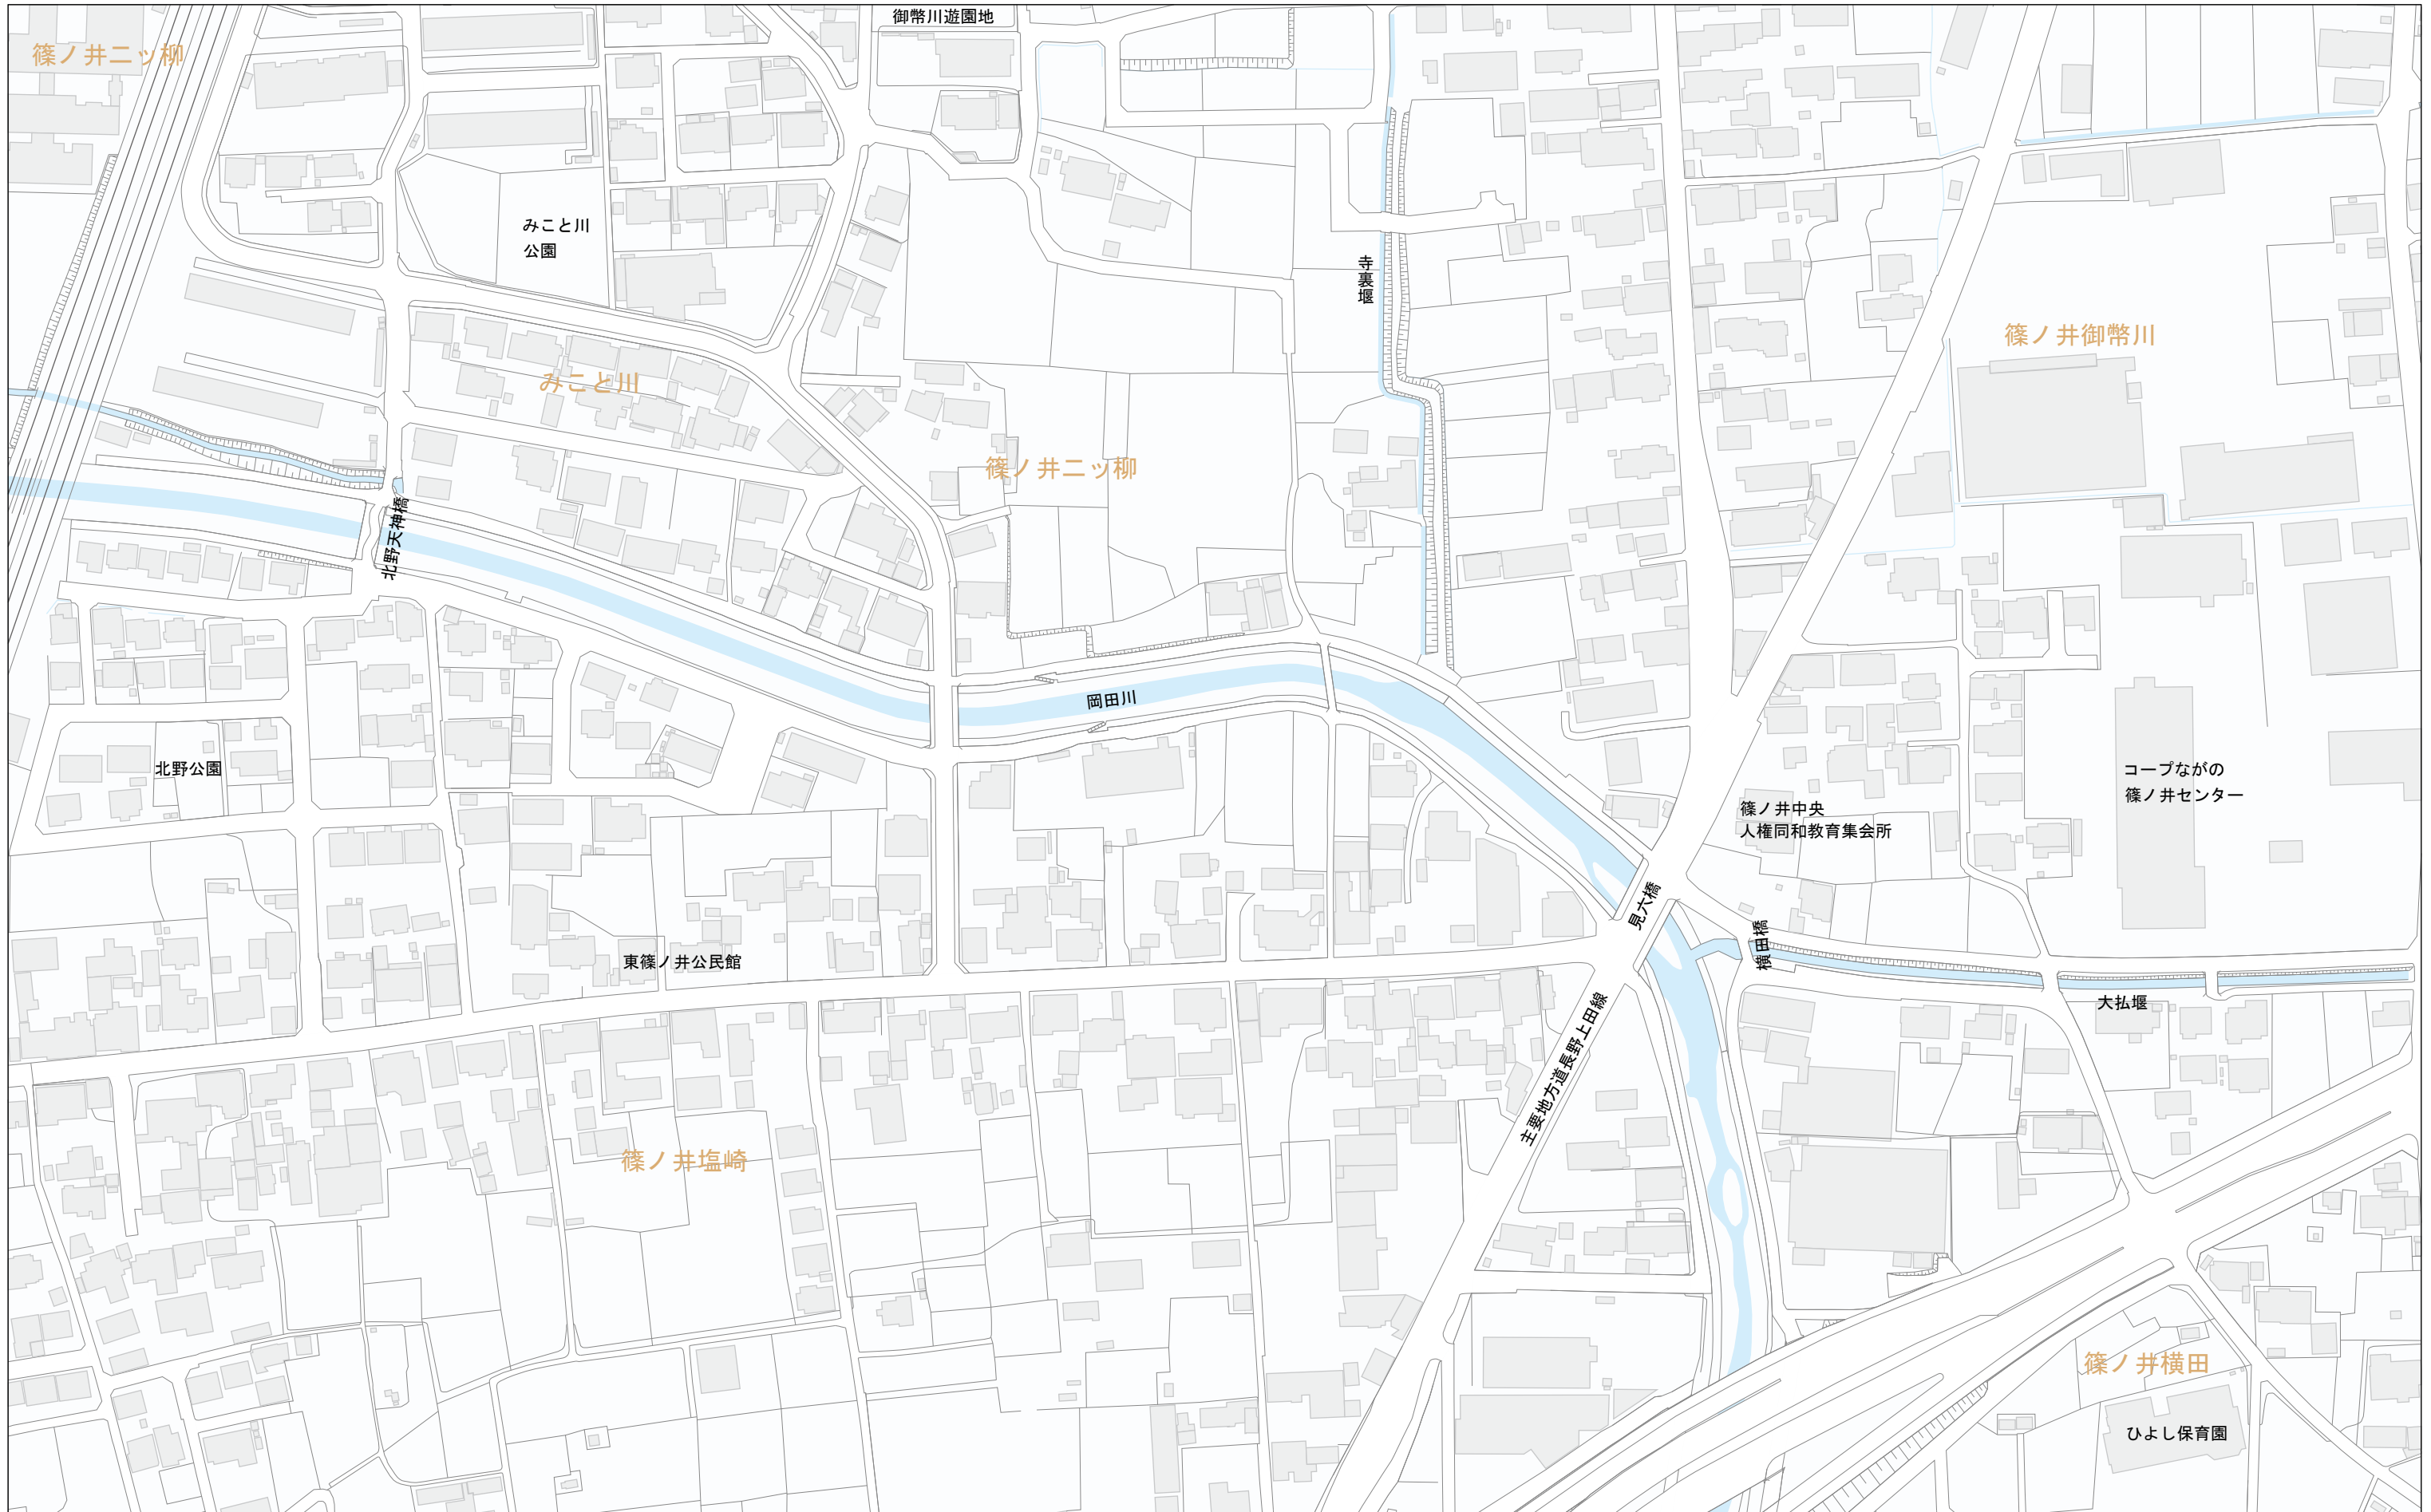 御幣川遊園地
篠ノ井二ッ柳
みこと川
公園
寺裏堰
篠ノ井御幣川
みこと川
篠ノ井二ッ柳
北野天神橋
岡田川
北野公園
コープながの
篠ノ井センター
篠ノ井中央
人権同和教育集会所
見六橋
横田橋
東篠ノ井公民館
大払堰
主要地方道長野上田線
篠ノ井塩崎
篠ノ井横田
ひよし保育園